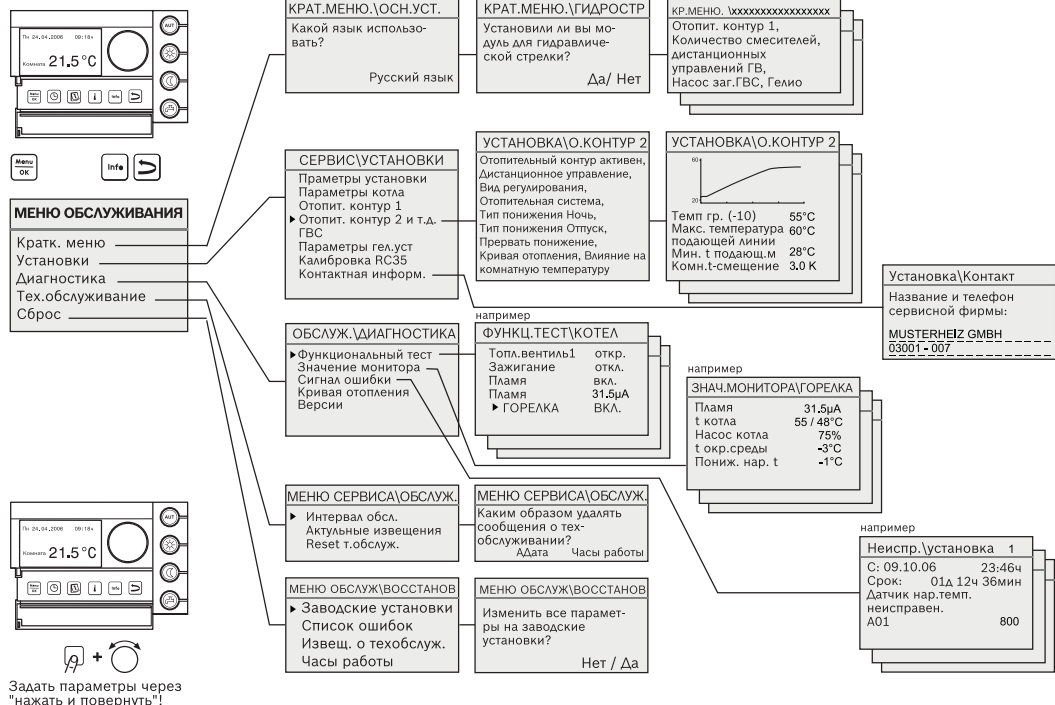 Пн 24.04.2006 09:18ч
Комната 21.5°C
AUT
Menu OK
i
Info
Menu OK
Info
МЕНЮ ОБСЛУЖИВАНИЯ
Кратк. меню
Установки
Диагностика
Тех.обслуживание
Сброс
КРАТ.МЕНЮ.\ОСН.УСТ.
Какой язык использо-
вать?
Русский язык
КРАТ.МЕНЮ.\ГИДРОСТР
Установили ли вы мо-
дуль для гидравличе-
ской стрелки?
Да/ Нет
КР.МЕНЮ. \xxxxxxxxxxxxxxxxx
Отопит. контур 1,
Количество смесителей,
дистанционных
управлений ГВ,
Насос заг.ГВС, Гелио
СЕРВИС\УСТАНОВКИ
Праметры установки
Параметры котла
Отопит. контур 1
Отопит. контур 2 и т.д.
ГВС
Параметры гел.уст
Калибровка RC35
Контактная информ.
УСТАНОВКА\О.КОНТУР 2
Отопительный контур активен,
Дистанционное управление,
Вид регулирования,
Отопительная система,
Тип понижения Ночь,
Тип понижения Отпуск,
Прервать понижение,
Кривая отопления, Влияние на
комнатную температуру
УСТАНОВКА\О.КОНТУР 2
60
20
Темп гр. (-10) 55°C
Макс. температура 60°C
подающей линии
Мин. t подающ.м 28°C
Комн.t-смещение 3.0 K
Установка\Контакт
Название и телефон
сервисной фирмы:
MUSTERHEIZ GMBH
03001 - 007
ОБСЛУЖ.\ДИАГНОСТИКА
Функциональный тест
Значение монитора
Сигнал ошибки
Кривая отопления
Версии
например
ФУНКЦ.ТЕСТ\КОТЕЛ
Топл.вентиль1 откр.
Зажигание откл.
Пламя вкл.
Пламя 31.5µA
ГОРЕЛКА ВКЛ.
например
ЗНАЧ.МОНИТОРА\ГОРЕЛКА
Пламя 31.5µA
t котла 55 / 48°C
Насос котла 75%
t окр.среды -3°C
Пониж. нар. t -1°C
МЕНЮ СЕРВИСА\ОБСЛУЖ.
Интервал обсл.
Актульные извещения
Reset т.обслуж.
МЕНЮ СЕРВИСА\ОБСЛУЖ.
Каким образом удалять
сообщения о тех-
обслуживании?
АДата Часы работы
например
Неиспр.\установка 1
С: 09.10.06 23:46ч
Срок: 01д 12ч 36мин
Датчик нар.темп.
неисправен.
A01 800
МЕНЮ ОБСЛУЖ\ВОССТАНОВ
Заводские установки
Список ошибок
Извещ. о техобслуж.
Часы работы
МЕНЮ ОБСЛУЖ\ВОССТАНОВ
Изменить все парамет-
ры на заводские
установки?
Нет / Да
Пн 24.04.2006 09:18ч
Комната 21.5°C
AUT
Menu OK
i
Info
+
Задать параметры через
"нажать и повернуть"!